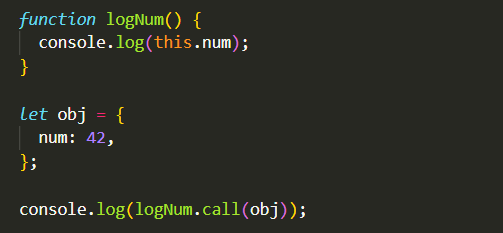 function logNum() {
  console.log(this.num);
}

let obj = {
  num: 42,
};

console.log(logNum.call(obj));